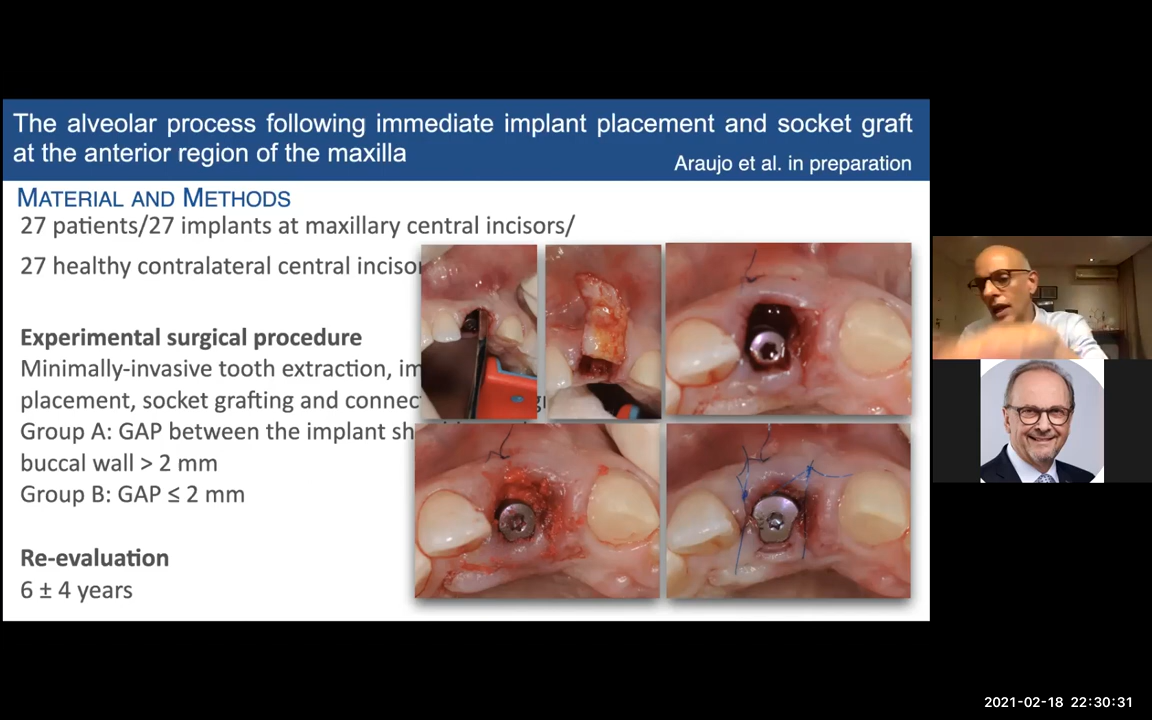 The alveolar process following immediate implant placement and socket graft
at the anterior region of the maxilla
Araujo et al. in preparation
MATERIAL AND METHODS
27 patients/27 implants at maxillary central incisors/
27 healthy contralateral central inciso
Experimental surgical procedure
Minimally-invasive tooth extraction, im
placement, socket grafting and connec
Group A: GAP between the implant sh
buccal wall > 2 mm
Group B: GAP ≤ 2 mm
Re-evaluation
6 ± 4 years
2021-02-18 22:30:31